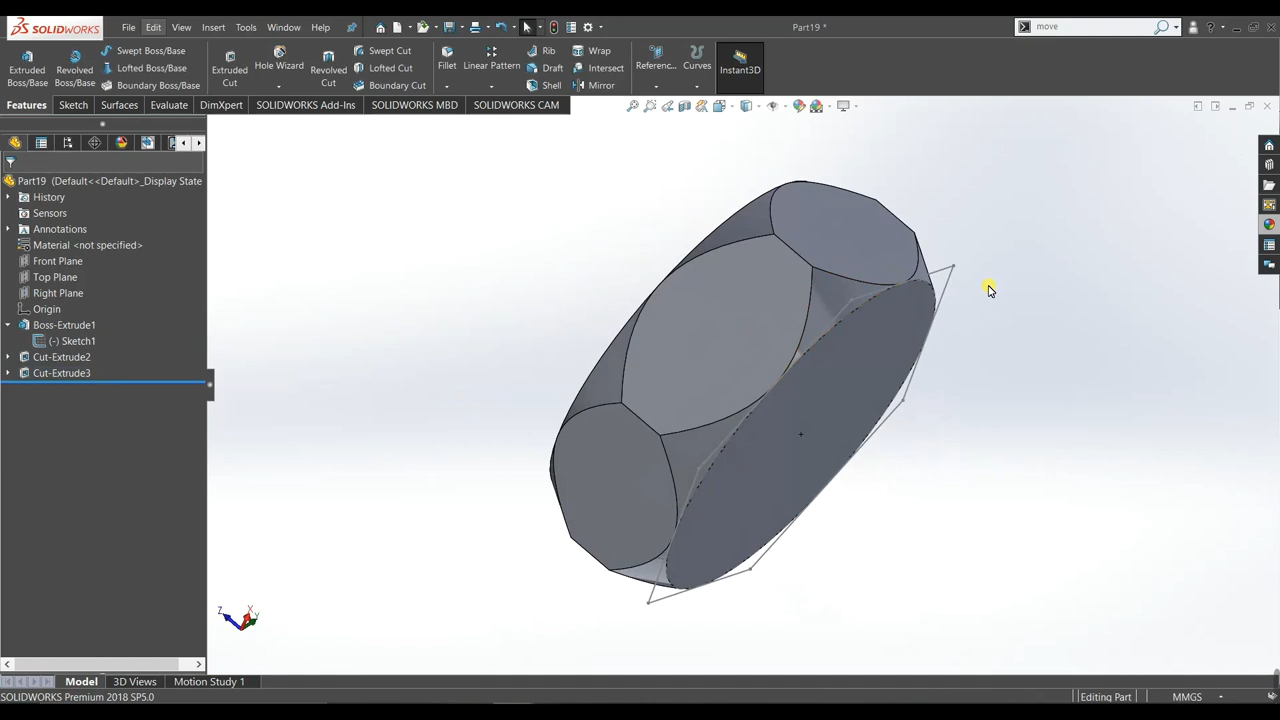 SOLIDWORKS File Edit View Insert Tools Window Help Part19 * move ?
Extruded Boss/Base Revolved Boss/Base Swept Boss/Base Lofted Boss/Base Boundary Boss/Base Extruded Cut Hole Wizard Revolved Cut Swept Cut Lofted Cut Boundary Cut Fillet Linear Pattern Rib Draft Shell Wrap Intersect Mirror Referenc... Curves Instant3D
Features Sketch Surfaces Evaluate DimXpert SOLIDWORKS Add-Ins SOLIDWORKS MBD SOLIDWORKS CAM
Part19 (Default<<Default>_Display State
History
Sensors
Annotations
Material <not specified>
Front Plane
Top Plane
Right Plane
Origin
Boss-Extrude1
(-) Sketch1
Cut-Extrude2
Cut-Extrude3
Z X Y
Model 3D Views Motion Study 1
SOLIDWORKS Premium 2018 SP5.0 Editing Part MMGS